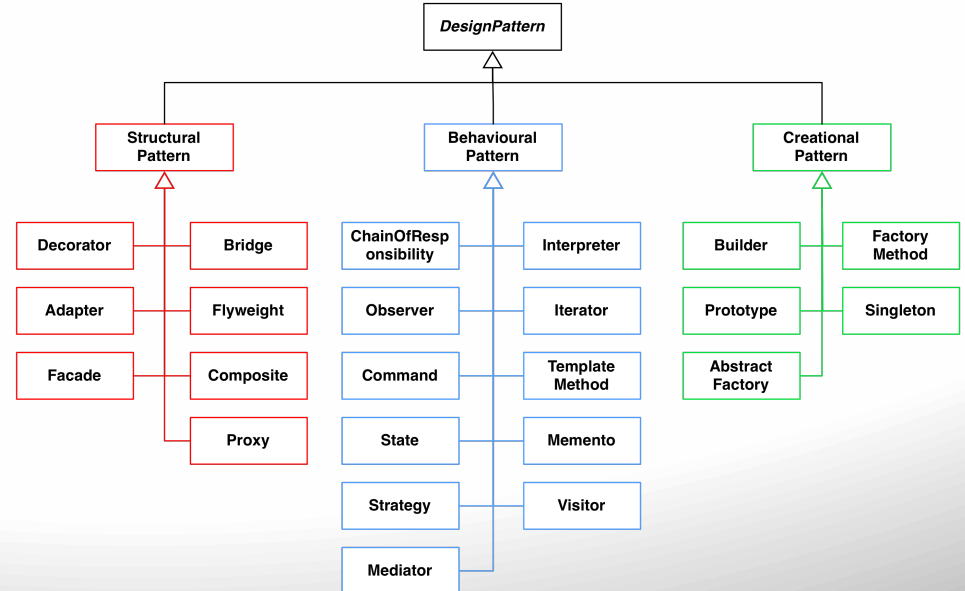 DesignPattern
Structural
Pattern
Behavioural
Pattern
Creational
Pattern
Decorator
Bridge
Adapter
Flyweight
Facade
Composite
Proxy
ChainOfResp
onsibility
Interpreter
Observer
Iterator
Command
Template
Method
State
Memento
Strategy
Visitor
Mediator
Builder
Factory
Method
Prototype
Singleton
Abstract
Factory